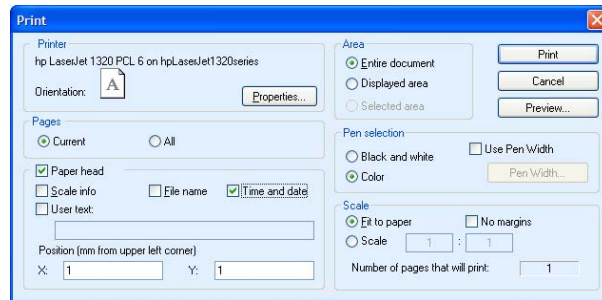 Print
Printer
hp LaserJet 1320 PCL 6 on hpLaserJet1320series
Orientation: A
Properties...
Pages
Current All
Paper head
Scale info File name Time and date
User text:
Position (mm from upper left corner)
X: 1 Y: 1
Area
Entire document
Displayed area
Selected area
Print
Cancel
Preview...
Pen selection
Black and white
Color
Use Pen Width
Pen Width...
Scale
Fit to paper No margins
Scale 1 : 1
Number of pages that will print: 1